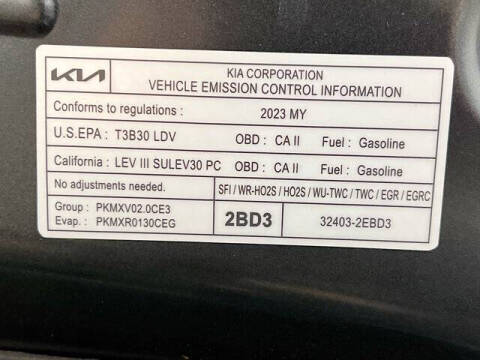 KIA
KIA CORPORATION
VEHICLE EMISSION CONTROL INFORMATION
Conforms to regulations : 2023 MY
U.S.EPA : T3B30 LDV OBD : CA II Fuel : Gasoline
California : LEV III SULEV30 PC OBD : CA II Fuel : Gasoline
No adjustments needed. SFI / WR-HO2S / HO2S / WU-TWC / TWC / EGR / EGRC
Group : PKMXV02.0CE3
Evap. : PKMXR0130CEG
2BD3
32403-2EBD3